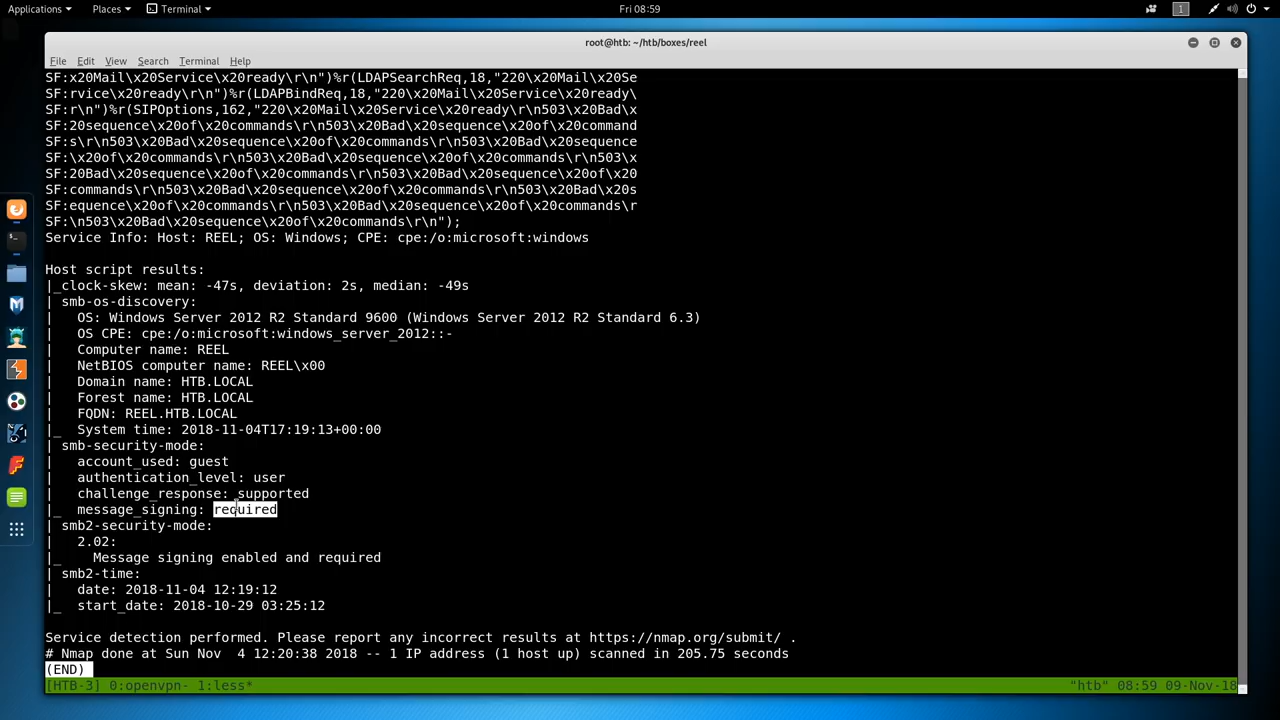 Applications Places Terminal Fri 08:59 1
root@htb: ~/htb/boxes/reel
File Edit View Search Terminal Help
SF:x20Mail\x20Service\x20ready\r\n")%r(LDAPSearchReq,18,"220\x20Mail\x20Se
SF:rvice\x20ready\r\n")%r(LDAPBindReq,18,"220\x20Mail\x20Service\x20ready\
SF:r\n")%r(SIPOptions,162,"220\x20Mail\x20Service\x20ready\r\n503\x20Bad\x
SF:20sequence\x20of\x20commands\r\n503\x20Bad\x20sequence\x20of\x20command
SF:s\r\n503\x20Bad\x20sequence\x20of\x20commands\r\n503\x20Bad\x20sequence
SF:\x20of\x20commands\r\n503\x20Bad\x20sequence\x20of\x20commands\r\n503\x
SF:20Bad\x20sequence\x20of\x20commands\r\n503\x20Bad\x20sequence\x20of\x20
SF:commands\r\n503\x20Bad\x20sequence\x20of\x20commands\r\n503\x20Bad\x20s
SF:equence\x20of\x20commands\r\n503\x20Bad\x20sequence\x20of\x20commands\r
SF:\n503\x20Bad\x20sequence\x20of\x20commands\r\n");
Service Info: Host: REEL; OS: Windows; CPE: cpe:/o:microsoft:windows
Host script results:
|_clock-skew: mean: -47s, deviation: 2s, median: -49s
| smb-os-discovery:
|   OS: Windows Server 2012 R2 Standard 9600 (Windows Server 2012 R2 Standard 6.3)
|   OS CPE: cpe:/o:microsoft:windows_server_2012::-
|   Computer name: REEL
|   NetBIOS computer name: REEL\x00
|   Domain name: HTB.LOCAL
|   Forest name: HTB.LOCAL
|   FQDN: REEL.HTB.LOCAL
|_  System time: 2018-11-04T17:19:13+00:00
| smb-security-mode:
|   account_used: guest
|   authentication_level: user
|   challenge_response: supported
|_  message_signing: required
| smb2-security-mode:
|   2.02:
|_    Message signing enabled and required
| smb2-time:
|   date: 2018-11-04 12:19:12
|_  start_date: 2018-10-29 03:25:12
Service detection performed. Please report any incorrect results at https://nmap.org/submit/ .
# Nmap done at Sun Nov  4 12:20:38 2018 -- 1 IP address (1 host up) scanned in 205.75 seconds
(END)
[HTB-3] 0:openvpn- 1:less* "htb" 08:59 09-Nov-18